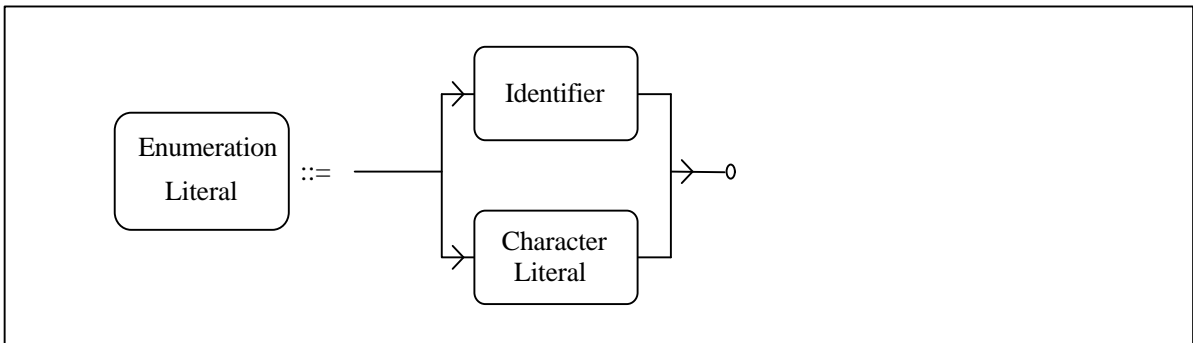 Identifier
Enumeration
Literal
::=
Character
Literal